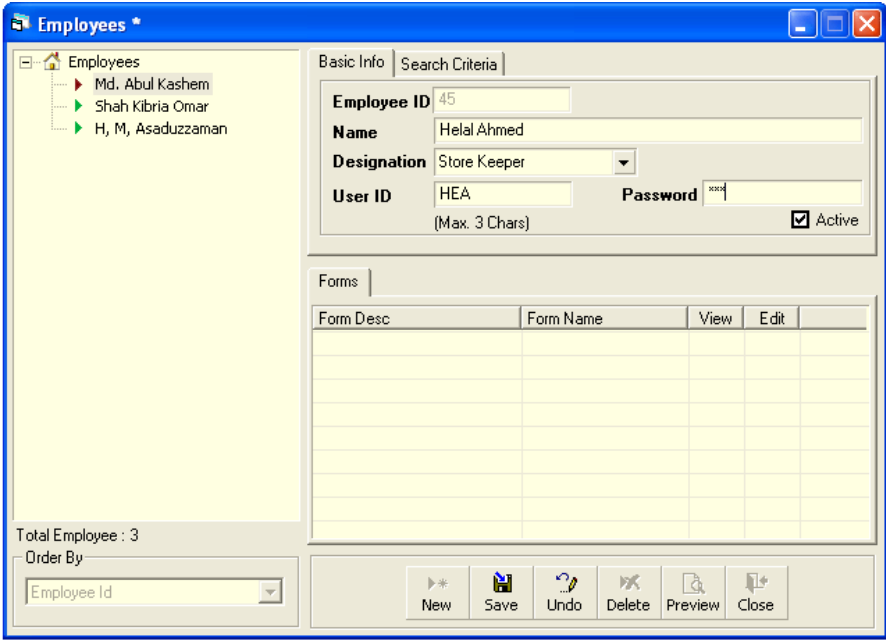 Employees *
Employees
Md. Abul Kashem
Shah Kibria Omar
H, M, Asaduzzaman
Total Employee : 3
Order By
Employee Id
Basic Info Search Criteria
Employee ID 45
Name Helal Ahmed
Designation Store Keeper
User ID HEA Password ***
(Max. 3 Chars) Active
Forms
Form Desc Form Name View Edit
New Save Undo Delete Preview Close